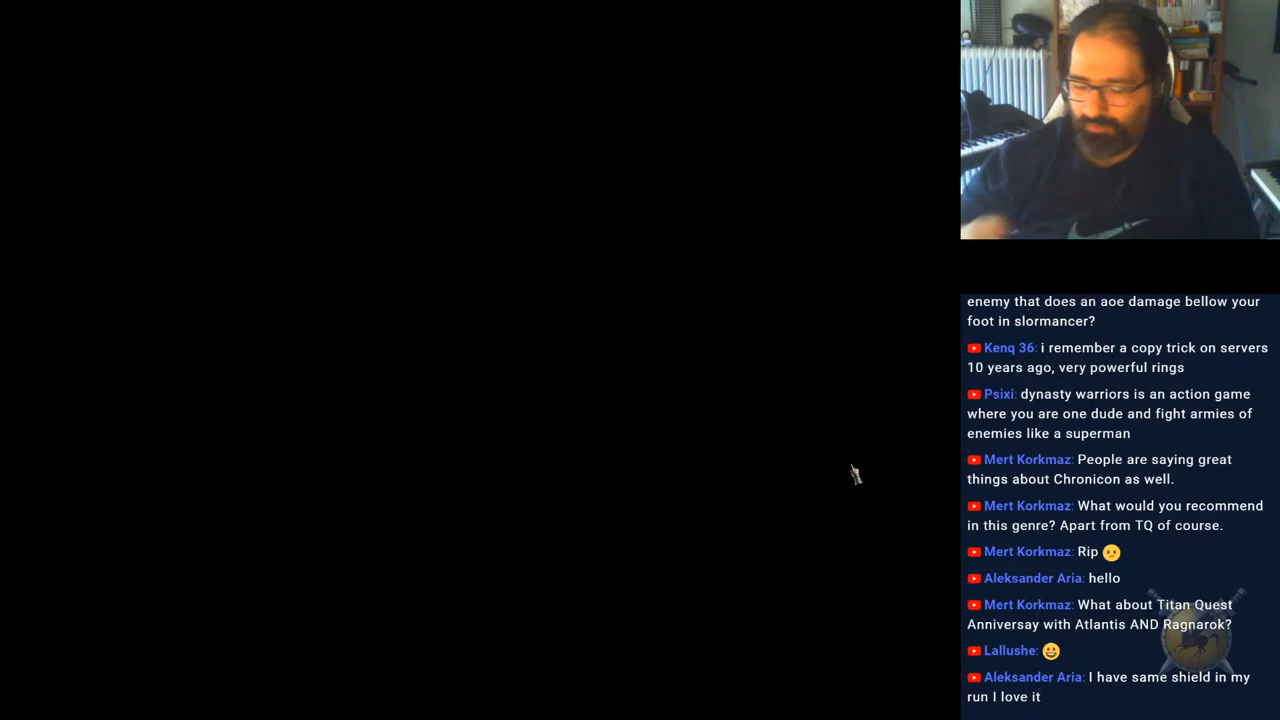 enemy that does an aoe damage bellow your
foot in slormancer?
Kenq 36: i remember a copy trick on servers
10 years ago, very powerful rings
Psixi: dynasty warriors is an action game
where you are one dude and fight armies of
enemies like a superman
Mert Korkmaz: People are saying great
things about Chronicon as well.
Mert Korkmaz: What would you recommend
in this genre? Apart from TQ of course.
Mert Korkmaz: Rip 😕
Aleksander Aria: hello
Mert Korkmaz: What about Titan Quest
Anniversay with Atlantis AND Ragnarok?
Lallushe: 😀
Aleksander Aria: I have same shield in my
run I love it